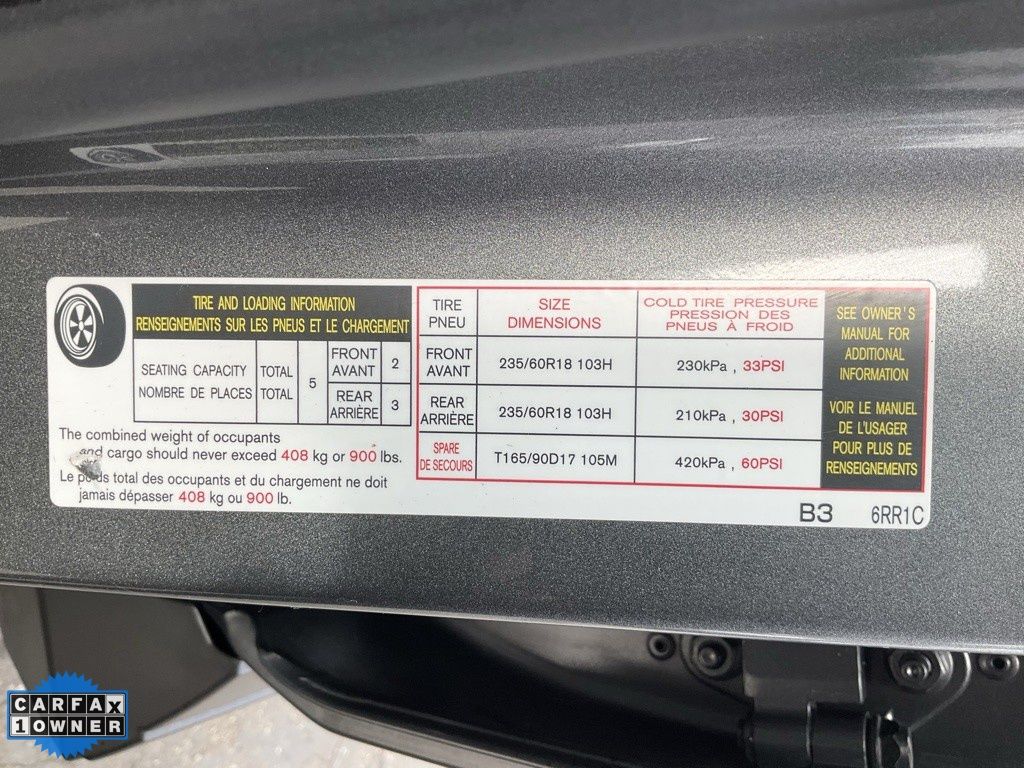 TIRE AND LOADING INFORMATION
RENSEIGNEMENTS SUR LES PNEUS ET LE CHARGEMENT
SEATING CAPACITY TOTAL 5 FRONT 2
NOMBRE DE PLACES TOTAL AVANT
REAR 3
ARRIÈRE
The combined weight of occupants
and cargo should never exceed 408 kg or 900 lbs.
Le poids total des occupants et du chargement ne doit
jamais dépasser 408 kg ou 900 lb.
TIRE SIZE COLD TIRE PRESSURE
PNEU DIMENSIONS PRESSION DES
PNEUS À FROID
FRONT 235/60R18 103H 230kPa , 33PSI
AVANT
REAR 235/60R18 103H 210kPa , 30PSI
ARRIÈRE
SPARE T165/90D17 105M 420kPa , 60PSI
DE SECOURS
SEE OWNER'S
MANUAL FOR
ADDITIONAL
INFORMATION
VOIR LE MANUEL
DE L'USAGER
POUR PLUS DE
RENSEIGNEMENTS
B3 6RR1C
CARFAX
1 OWNER